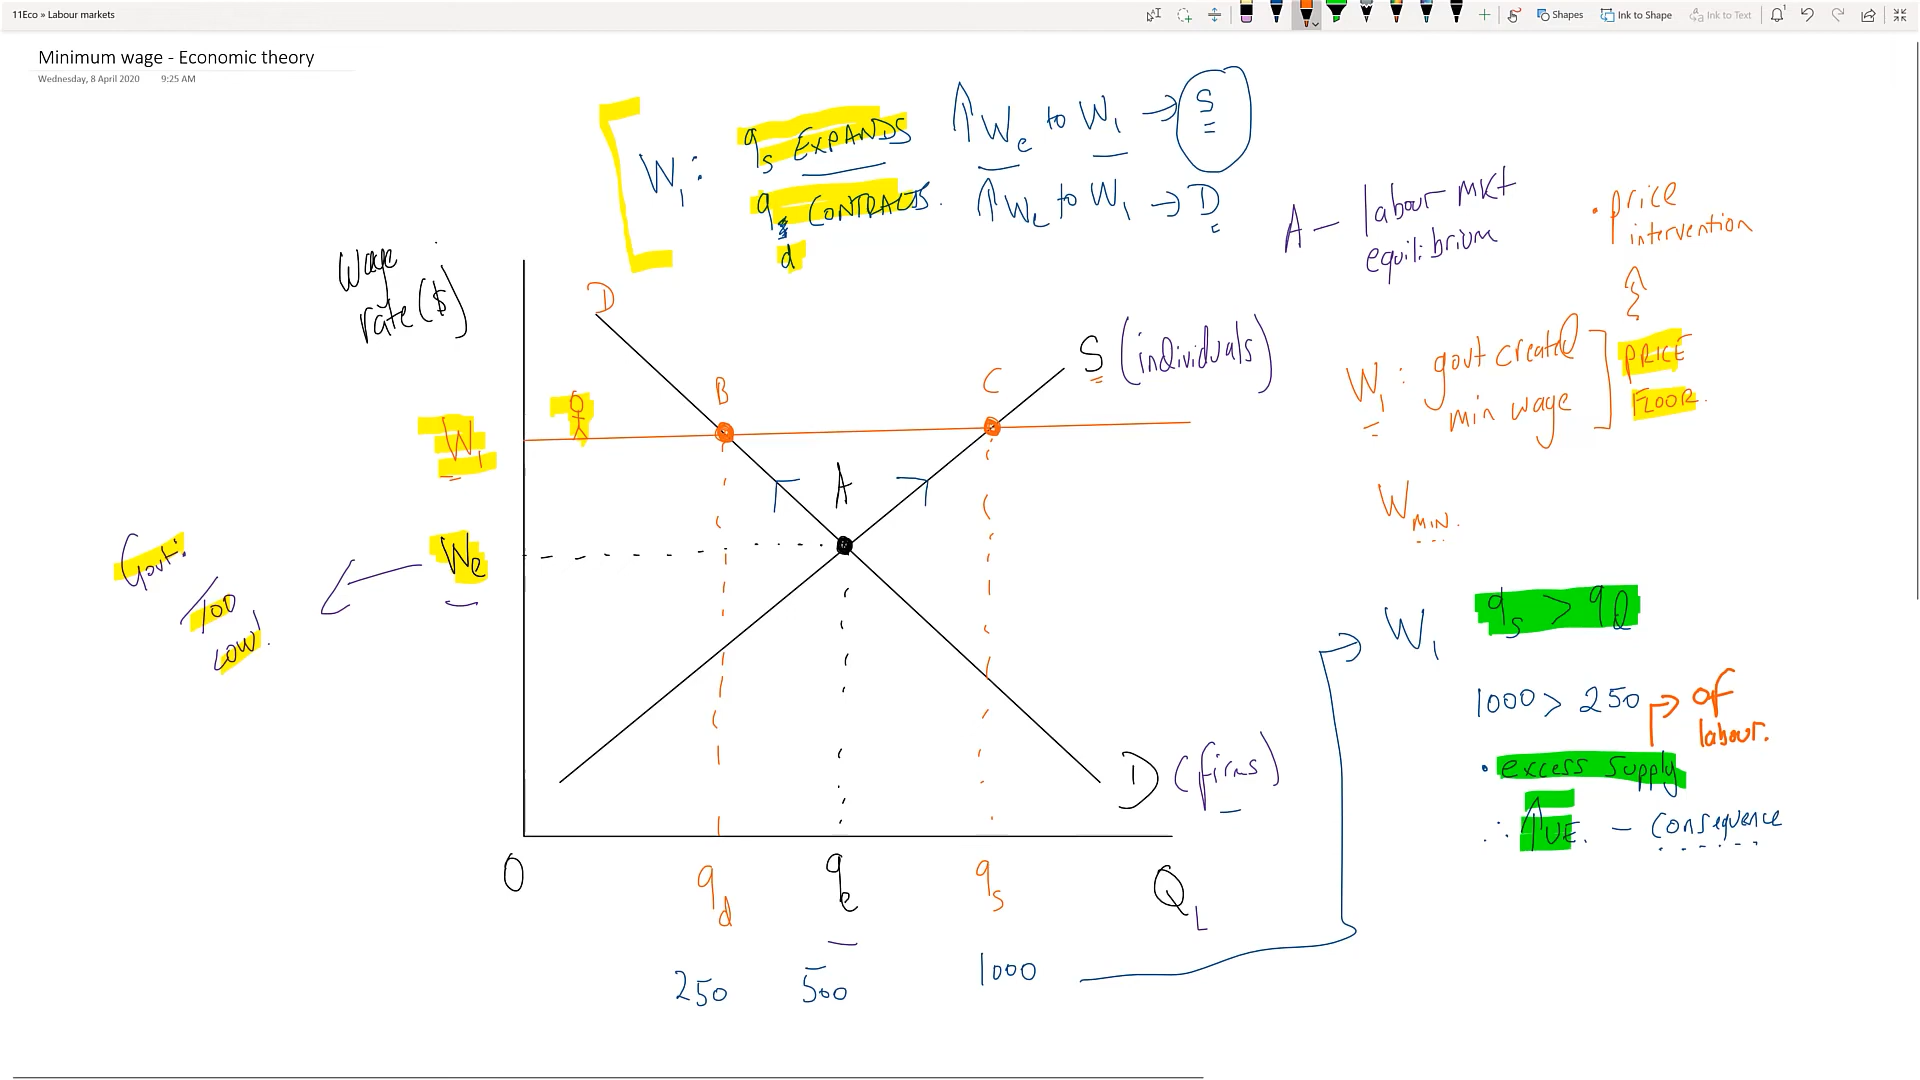 11Eco » Labour markets
Shapes
Ink to Shape
Ink to Text
Minimum wage - Economic theory
Wednesday, 8 April 2020 9:25 AM
W1: qs EXPANDS ↑We to W1 → S
qd CONTRACTS. ↑We to W1 → D
A – labour mkt
equilibrium
• price
intervention
Wage
rate ($)
D
S (individuals)
W1: govt created
min wage
PRICE
FLOOR.
B
C
W1
A
WMIN.
Govt:
too
low!
We
W1 qs > qD
1000 > 250 → of
labour.
• excess supply
∴ ↑UE. – consequence
D (firms)
0
qd
qe
qs
QL
250
500
1000